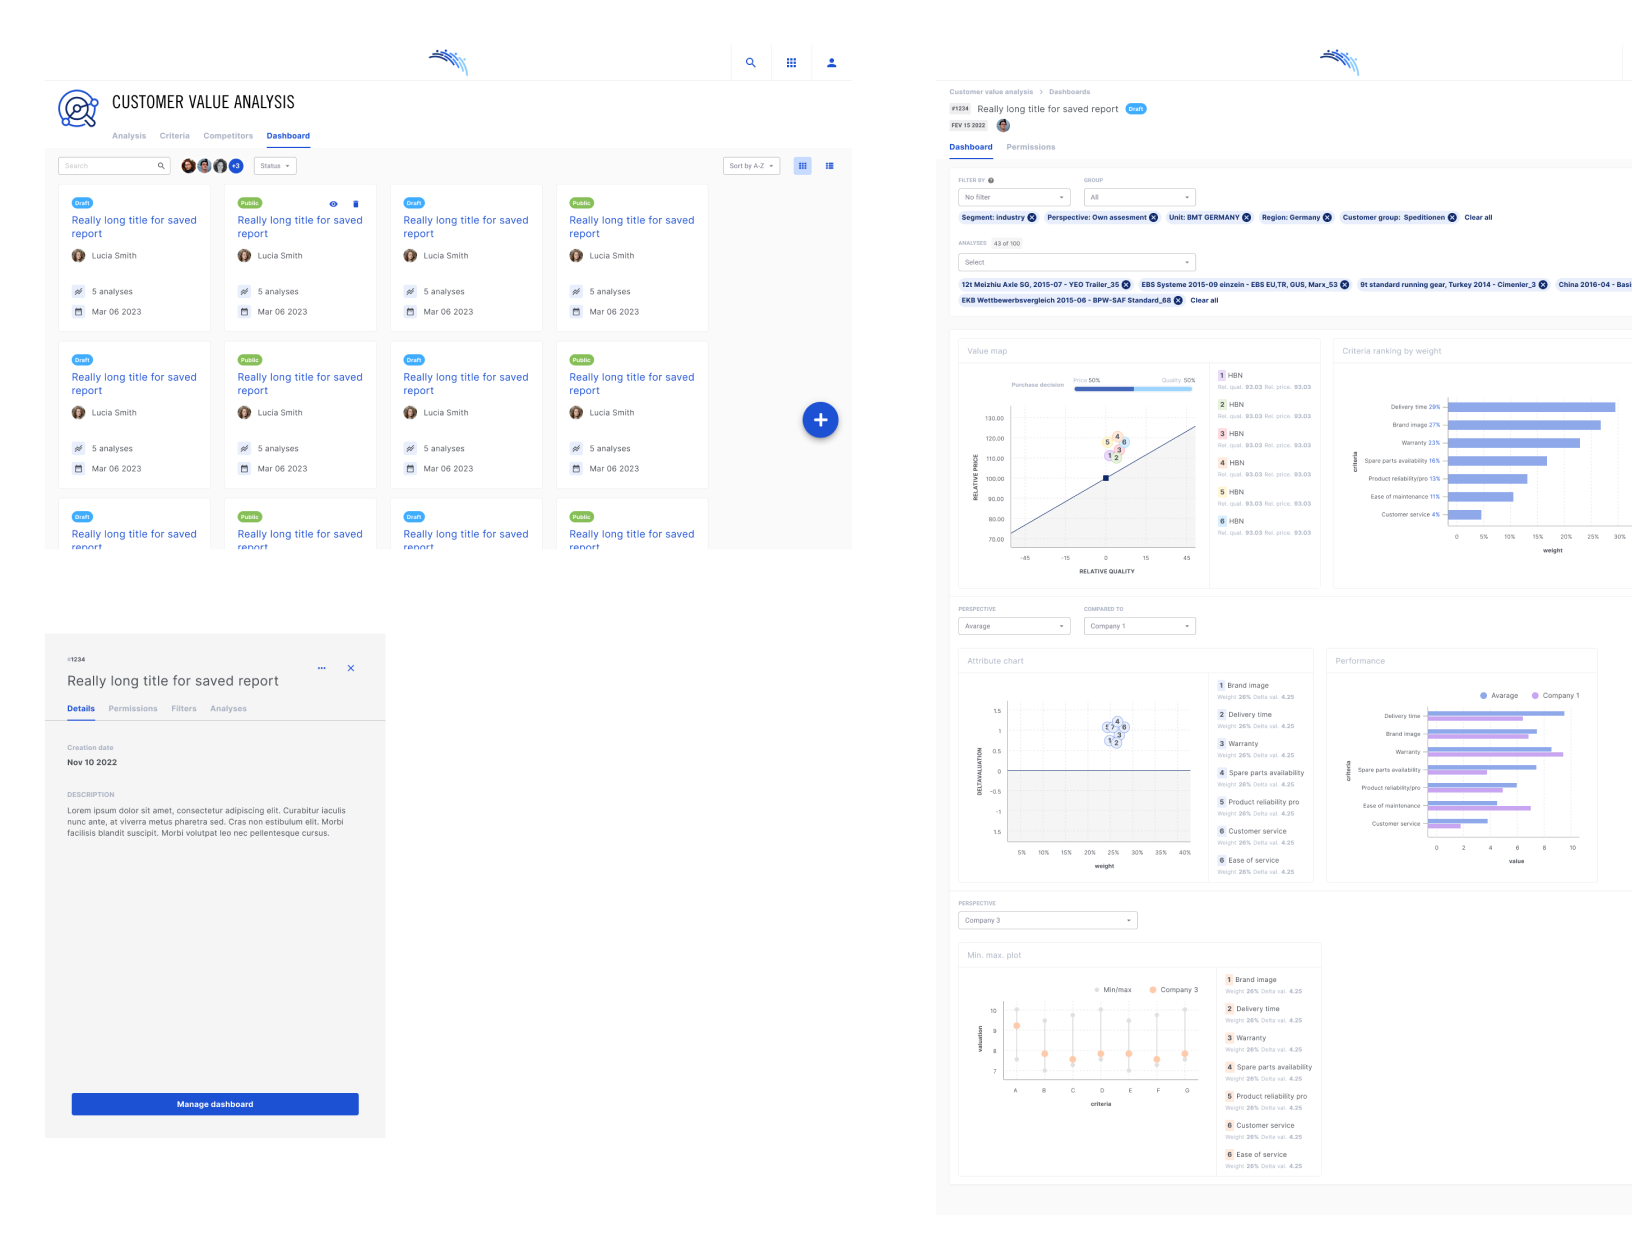 CUSTOMER VALUE ANALYSIS
Analysis Criteria Competitors Dashboard
Search +3 Status Sort by A-Z
Draft Public Draft Public
Really long title for saved report Really long title for saved report Really long title for saved report Really long title for saved report
Lucia Smith Lucia Smith Lucia Smith Lucia Smith
5 analyses 5 analyses 5 analyses 5 analyses
Mar 06 2023 Mar 06 2023 Mar 06 2023 Mar 06 2023
Draft Public Draft Public
Really long title for saved report Really long title for saved report Really long title for saved report Really long title for saved report
Lucia Smith Lucia Smith Lucia Smith Lucia Smith
5 analyses 5 analyses 5 analyses 5 analyses
Mar 06 2023 Mar 06 2023 Mar 06 2023 Mar 06 2023
Draft Public Draft Public
Really long title for saved report Really long title for saved report Really long title for saved report Really long title for saved report
#1234
Really long title for saved report
Details Permissions Filters Analyses
Creation date
Nov 10 2022
DESCRIPTION
Lorem ipsum dolor sit amet, consectetur adipiscing elit. Curabitur iaculis
nunc ante, at viverra metus pharetra sed. Cras non estibulum elit. Morbi
facilisis blandit suscipit. Morbi volutpat leo nec pellentesque cursus.
Manage dashboard
Customer value analysis > Dashboards
#1234 Really long title for saved report Draft
FEV 15 2022
Dashboard Permissions
FILTER BY GROUP
No filter All
Segment: industry Perspective: Own assesment Unit: BMT GERMANY Region: Germany Customer group: Speditionen Clear all
ANALYSES 43 of 100
Select
12t Meizhiu Axle SG, 2015-07 - YEO Trailer_35 EBS Systeme 2015-09 einzein - EBS EU,TR, GUS, Marx_53 9t standard running gear, Turkey 2014 - Cimenler_3 China 2016-04 - Basi
EKB Wettbewerbsvergleich 2015-06 - BPW-SAF Standard_68 Clear all
Value map
Purchase decision Price 50% Quality 50%
RELATIVE PRICE
130.00
120.00
110.00
100.00
90.00
80.00
70.00
5 4 6 3 1 2
-45 -15 0 15 45
RELATIVE QUALITY
1 HBN
Rel. qual. 93.03 Rel. price. 93.03
2 HBN
Rel. qual. 93.03 Rel. price. 93.03
3 HBN
Rel. qual. 93.03 Rel. price. 93.03
4 HBN
Rel. qual. 93.03 Rel. price. 93.03
5 HBN
Rel. qual. 93.03 Rel. price. 93.03
6 HBN
Rel. qual. 93.03 Rel. price. 93.03
Criteria ranking by weight
criteria
Delivery time 29%
Brand image 27%
Warranty 23%
Spare parts availability 16%
Product reliability/pro 13%
Ease of maintenance 11%
Customer service 4%
0 5% 10% 15% 20% 25% 30%
weight
PERSPECTIVE COMPARED TO
Avarage Company 1
Attribute chart
DELTAVALUATION
1.5
1
0.5
0
-0.5
-1
1.5
4 5 7 6 3 1 2
5% 10% 15% 20% 25% 30% 35% 40%
weight
1 Brand image
Weight 26% Delta val. 4.25
2 Delivery time
Weight 26% Delta val. 4.25
3 Warranty
Weight 26% Delta val. 4.25
4 Spare parts availability
Weight 26% Delta val. 4.25
5 Product reliability pro
Weight 26% Delta val. 4.25
6 Customer service
Weight 26% Delta val. 4.25
6 Ease of service
Weight 26% Delta val. 4.25
Performance
Avarage Company 1
criteria
Delivery time
Brand image
Warranty
Spare parts availability
Product reliability/pro
Ease of maintenance
Customer service
0 2 4 6 8 10
value
PERSPECTIVE
Company 3
Min. max. plot
Min/max Company 3
valuation
10
9
8
7
A B C D E F G
criteria
1 Brand image
Weight 26% Delta val. 4.25
2 Delivery time
Weight 26% Delta val. 4.25
3 Warranty
Weight 26% Delta val. 4.25
4 Spare parts availability
Weight 26% Delta val. 4.25
5 Product reliability pro
Weight 26% Delta val. 4.25
6 Customer service
Weight 26% Delta val. 4.25
6 Ease of service
Weight 26% Delta val. 4.25